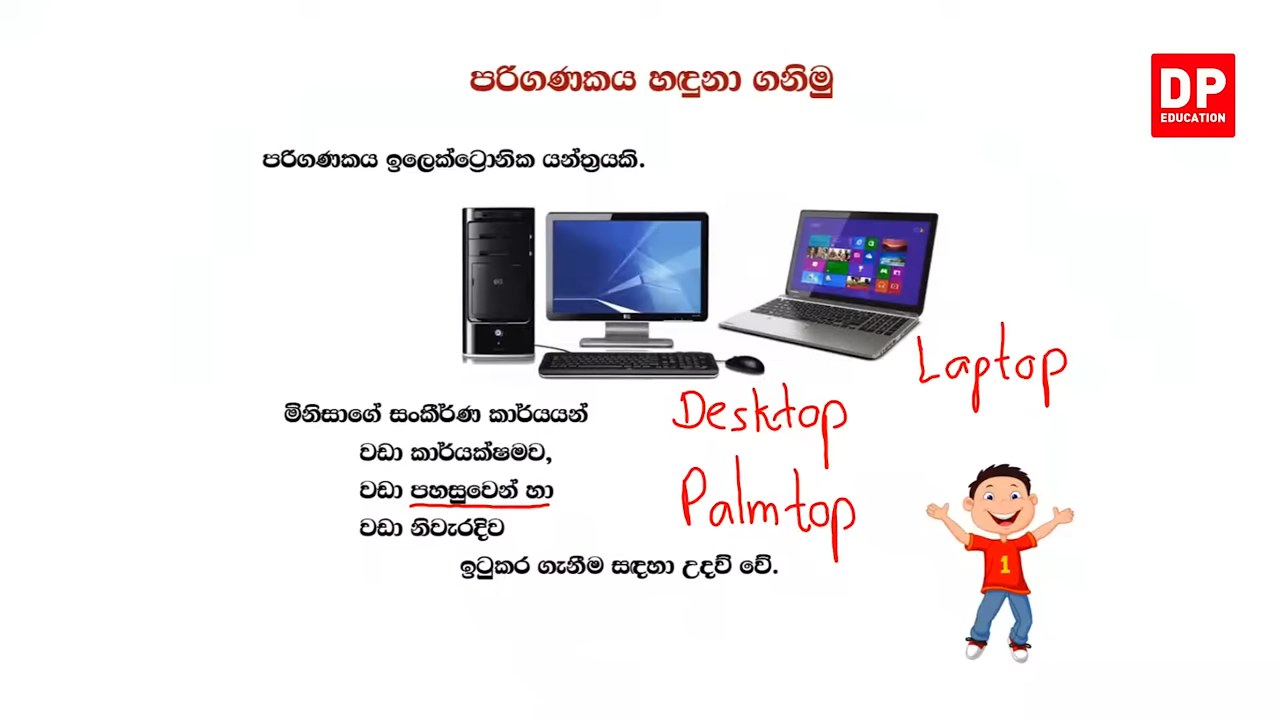 පරිගණකය හඳුනා ගනිමු
DP
EDUCATION
පරිගණකය ඉලෙක්ට්‍රොනික යන්ත්‍රයකි.
Laptop
Desktop
මිනිසාගේ සංකීර්ණ කාර්යයන්
වඩා කාර්යක්ෂමව,
වඩා පහසුවෙන් හා
Palmtop
වඩා නිවැරදිව
ඉටුකර ගැනීම සඳහා උදව් වේ.
1